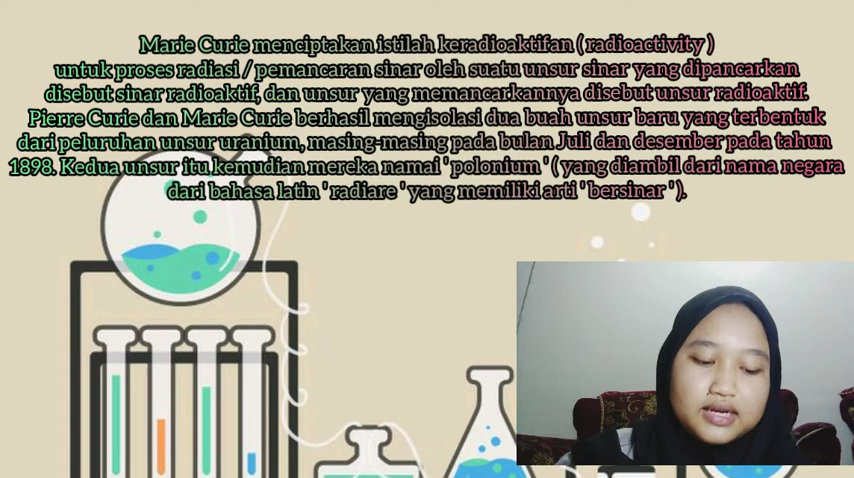 Marie Curie menciptakan istilah keradioaktifan ( radioactivity )
untuk proses radiasi / pemancaran sinar oleh suatu unsur sinar yang dipancarkan
disebut sinar radioaktif, dan unsur yang memancarkannya disebut unsur radioaktif.
Pierre Curie dan Marie Curie berhasil mengisolasi dua buah unsur baru yang terbentuk
dari peluruhan unsur uranium, masing-masing pada bulan Juli dan desember pada tahun
1898. Kedua unsur itu kemudian mereka namai ' polonium ' ( yang diambil dari nama negara
dari bahasa latin ' radiare ' yang memiliki arti ' bersinar ').